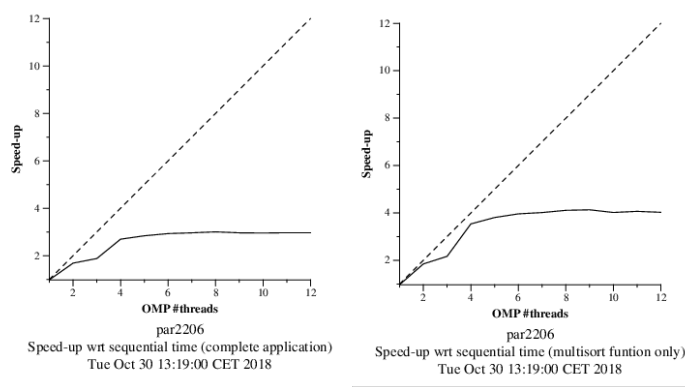 12
10
8
6
4
2
Speed-up
2 4 6 8 10 12
OMP #threads
par2206
Speed-up wrt sequential time (complete application)
Tue Oct 30 13:19:00 CET 2018
12
10
8
6
4
2
Speed-up
2 4 6 8 10 12
OMP #threads
par2206
Speed-up wrt sequential time (multisort funtion only)
Tue Oct 30 13:19:00 CET 2018